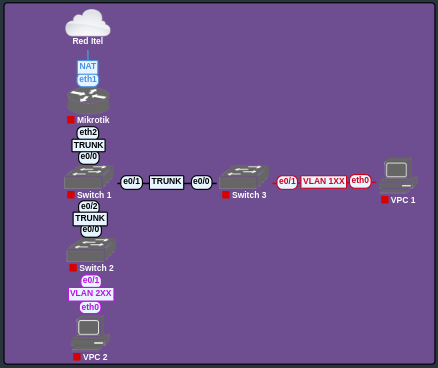 Red Itel
NAT
eth1
Mikrotik
eth2
TRUNK
e0/0
Switch 1
e0/1 TRUNK e0/0
Switch 3
e0/1 VLAN 1XX eth0
VPC 1
e0/2
TRUNK
e0/0
Switch 2
e0/1
VLAN 2XX
eth0
VPC 2